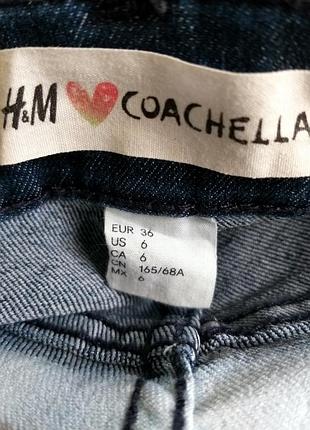 H&M COACHELLA
EUR 36
US 6
CA 6
CN 165/68A
MX 6